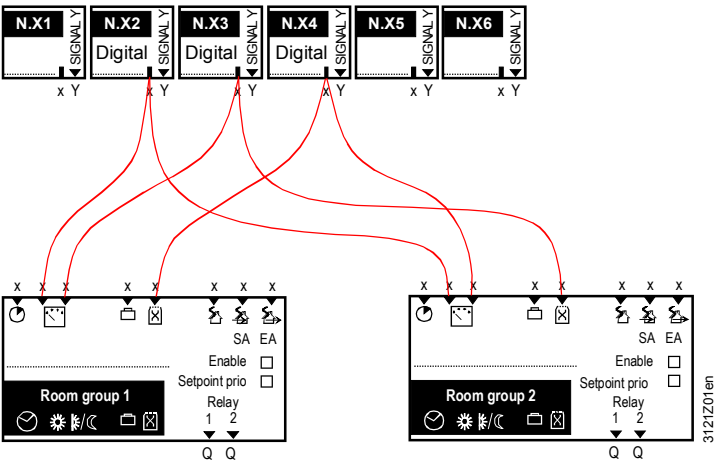 N.X1 SIGNAL Y
N.X2 SIGNAL Y
N.X3 SIGNAL Y
N.X4 SIGNAL Y
N.X5 SIGNAL Y
N.X6 SIGNAL Y
Digital
Digital
Digital
x Y
x Y
x Y
x Y
x Y
x Y
x x x x x x x x
SA EA
Enable
Setpoint prio
Room group 1
Relay
1 2
Q Q
x x x x x x x x
SA EA
Enable
Setpoint prio
Room group 2
Relay
1 2
Q Q
3121Z01en